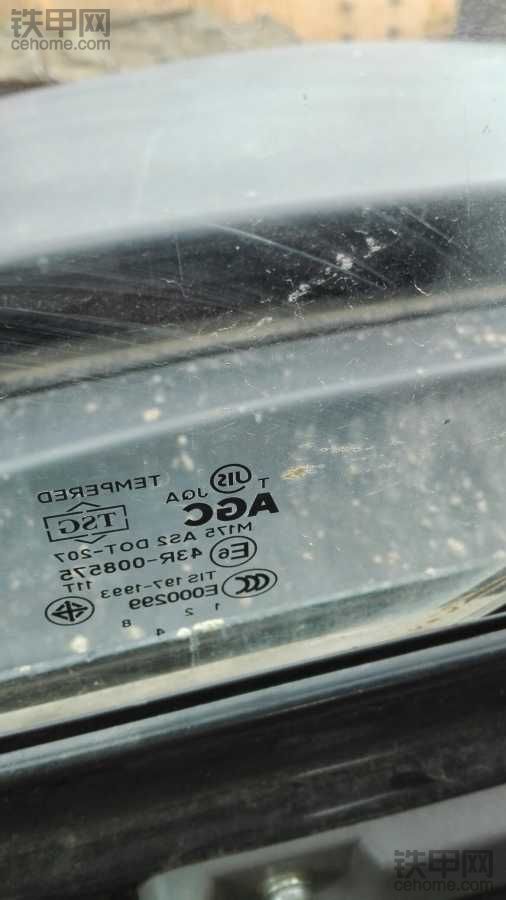 铁甲网
cehome.com
T JIS JQA TEMPERED
AGC TSG
M175 AS2 DOT-207
E6 43R-008575
11T
CCC TIS 197-1993
E000299
1 2 8
4
铁甲网
cehome.com